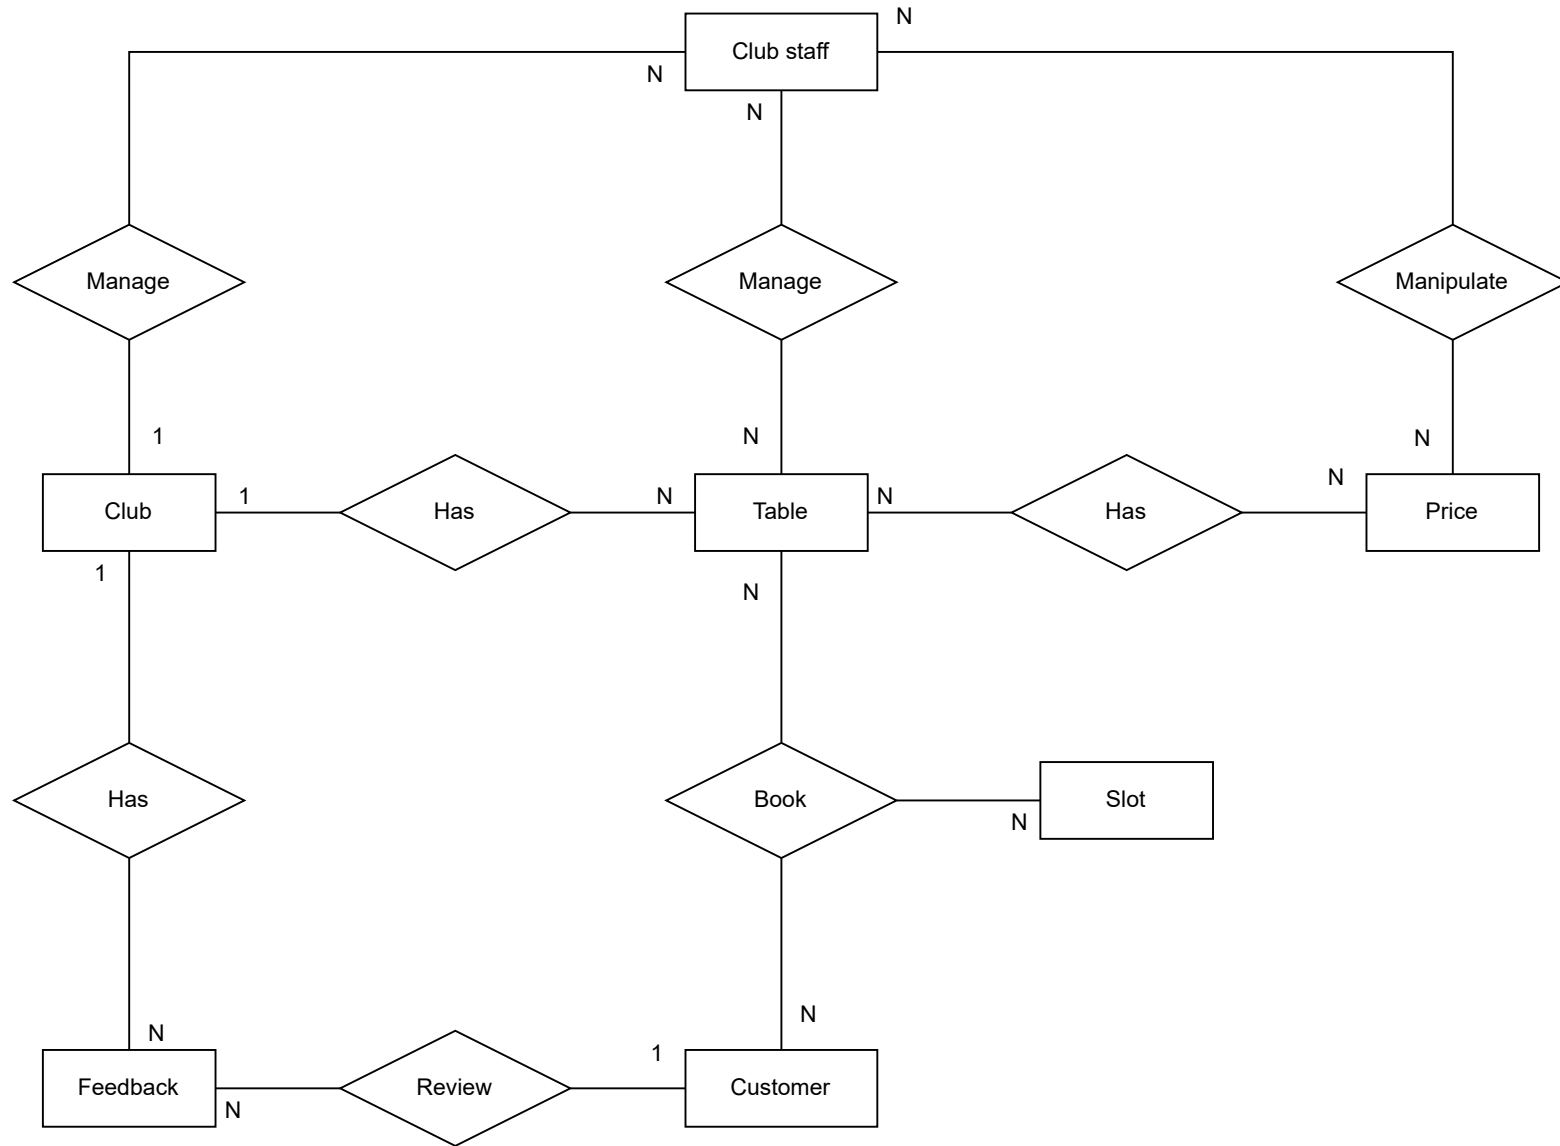 N
Club staff
N
N
Manage
Manage
Manipulate
1
N
N
1
N
N
N
Club
Has
Table
Has
Price
1
N
Has
Book
Slot
N
N
N
1
Feedback
Review
Customer
N